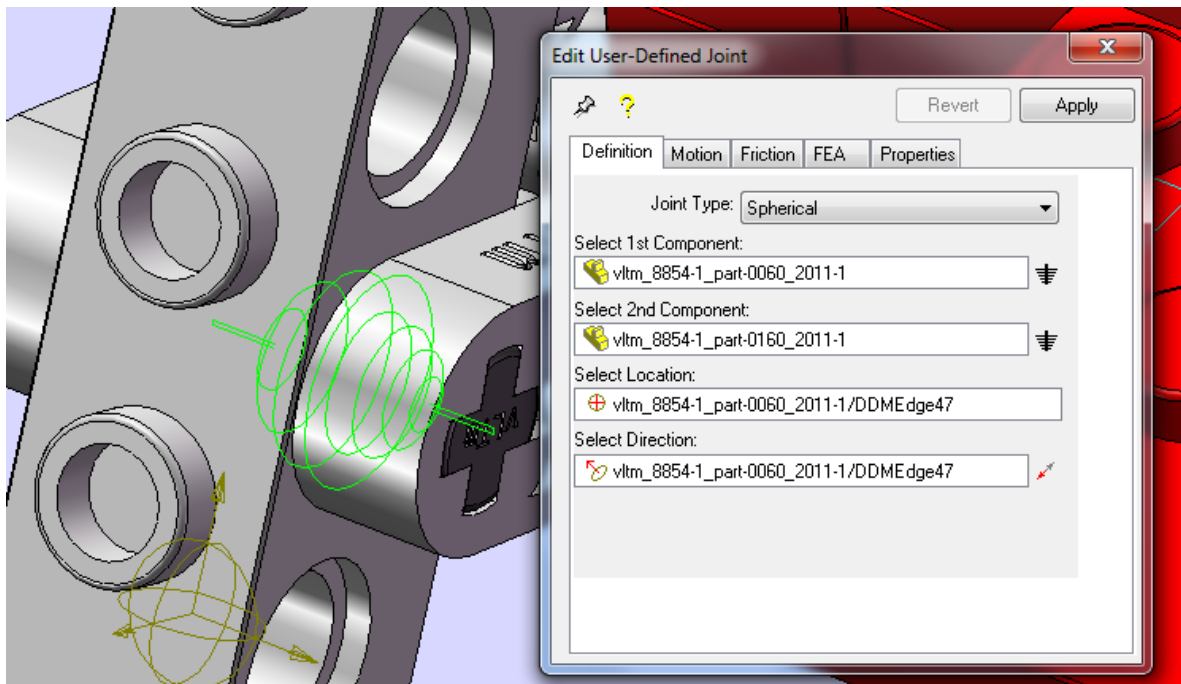 Edit User-Defined Joint
Revert
Apply
Definition
Motion
Friction
FEA
Properties
Joint Type:
Spherical
Select 1st Component:
vltm_8854-1_part-0060_2011-1
Select 2nd Component:
vltm_8854-1_part-0160_2011-1
Select Location:
vltm_8854-1_part-0060_2011-1/DDMEdge47
Select Direction:
vltm_8854-1_part-0060_2011-1/DDMEdge47